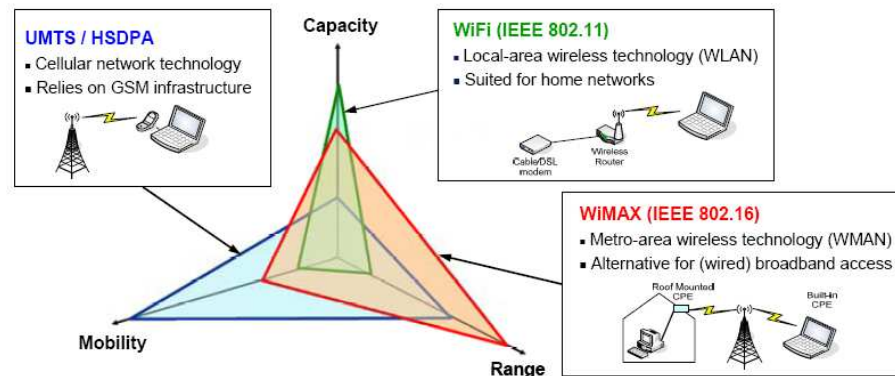 UMTS / HSDPA
Cellular network technology
Relies on GSM infrastructure
Capacity
WiFi (IEEE 802.11)
Local-area wireless technology (WLAN)
Suited for home networks
Cable/DSL
modem
Wireless
Router
WiMAX (IEEE 802.16)
Metro-area wireless technology (WMAN)
Alternative for (wired) broadband access
Roof Mounted
CPE
Built-in
CPE
Mobility
Range